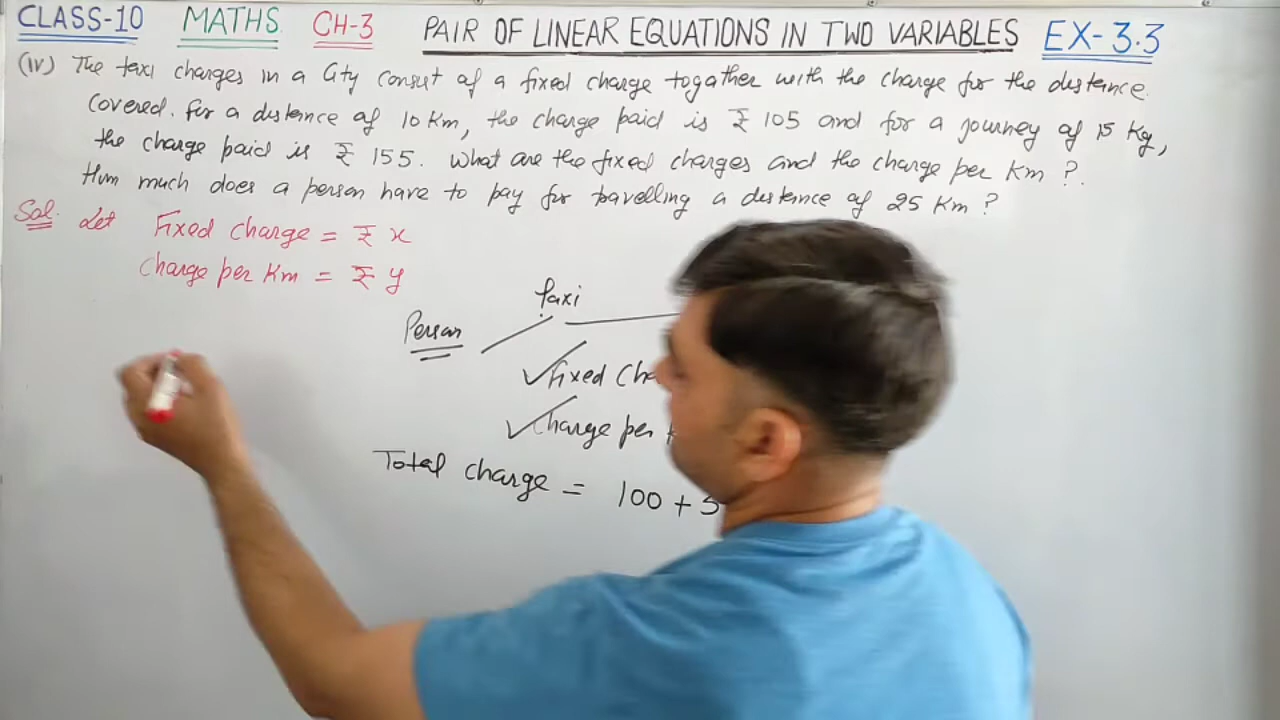 CLASS-10 MATHS CH-3 PAIR OF LINEAR EQUATIONS IN TWO VARIABLES EX-3.3
(iv) The taxi charges in a City consist of a fixed charge togather with the charge for the distance
Covered. For a distance of 10 Km, the charge paid is ₹ 105 and for a journey of 15 Kg,
the charge paid is ₹ 155. What are the fixed charges and the charge per Km ?.
How much does a person have to pay for travelling a distance of 25 Km ?
Sol. Let Fixed Charge = ₹ x
Charge per Km = ₹ y
taxi
Person
Fixed Cha
Charge per
Total charge = 100 + 5